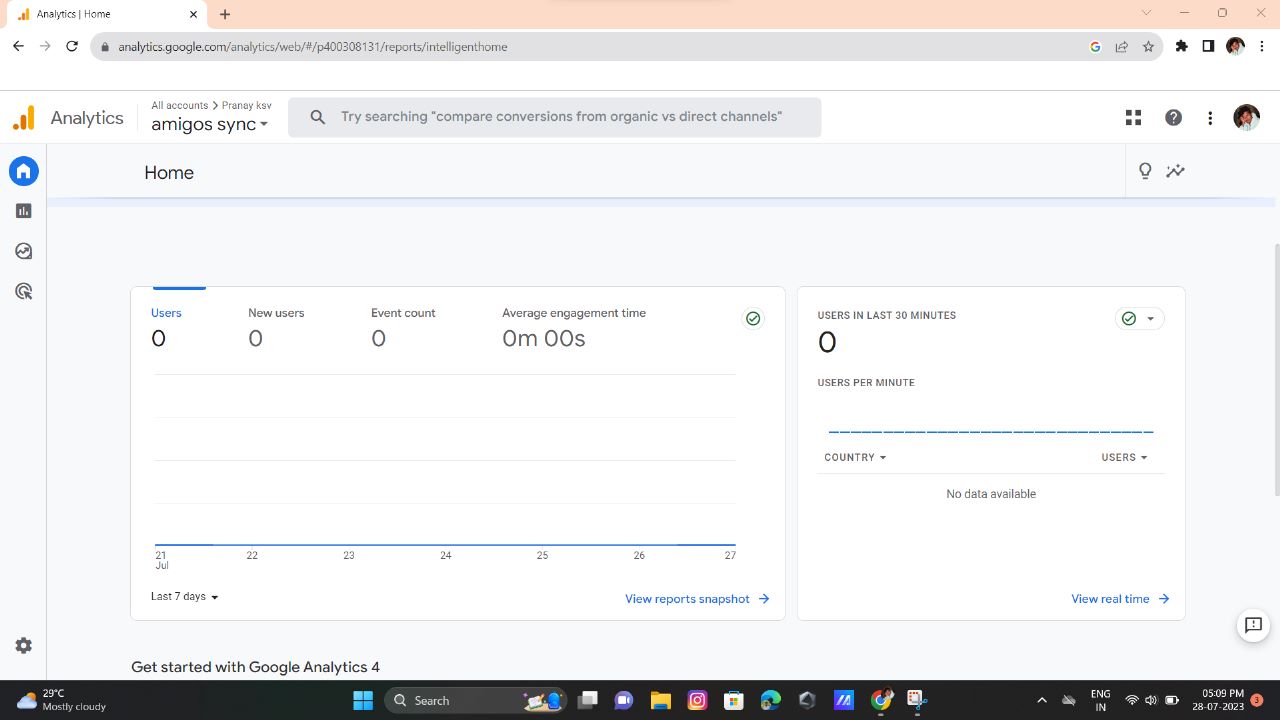 Analytics | Home
analytics.google.com/analytics/web/#/p400308131/reports/intelligenthome
Analytics
All accounts > Pranay ksv
amigos sync
Try searching "compare conversions from organic vs direct channels"
Home
Users
0
New users
0
Event count
0
Average engagement time
0m 00s
21
Jul
22
23
24
25
26
27
Last 7 days
View reports snapshot
USERS IN LAST 30 MINUTES
0
USERS PER MINUTE
COUNTRY
USERS
No data available
View real time
Get started with Google Analytics 4
29°C
Mostly cloudy
Search
ENG
IN
05:09 PM
28-07-2023
3